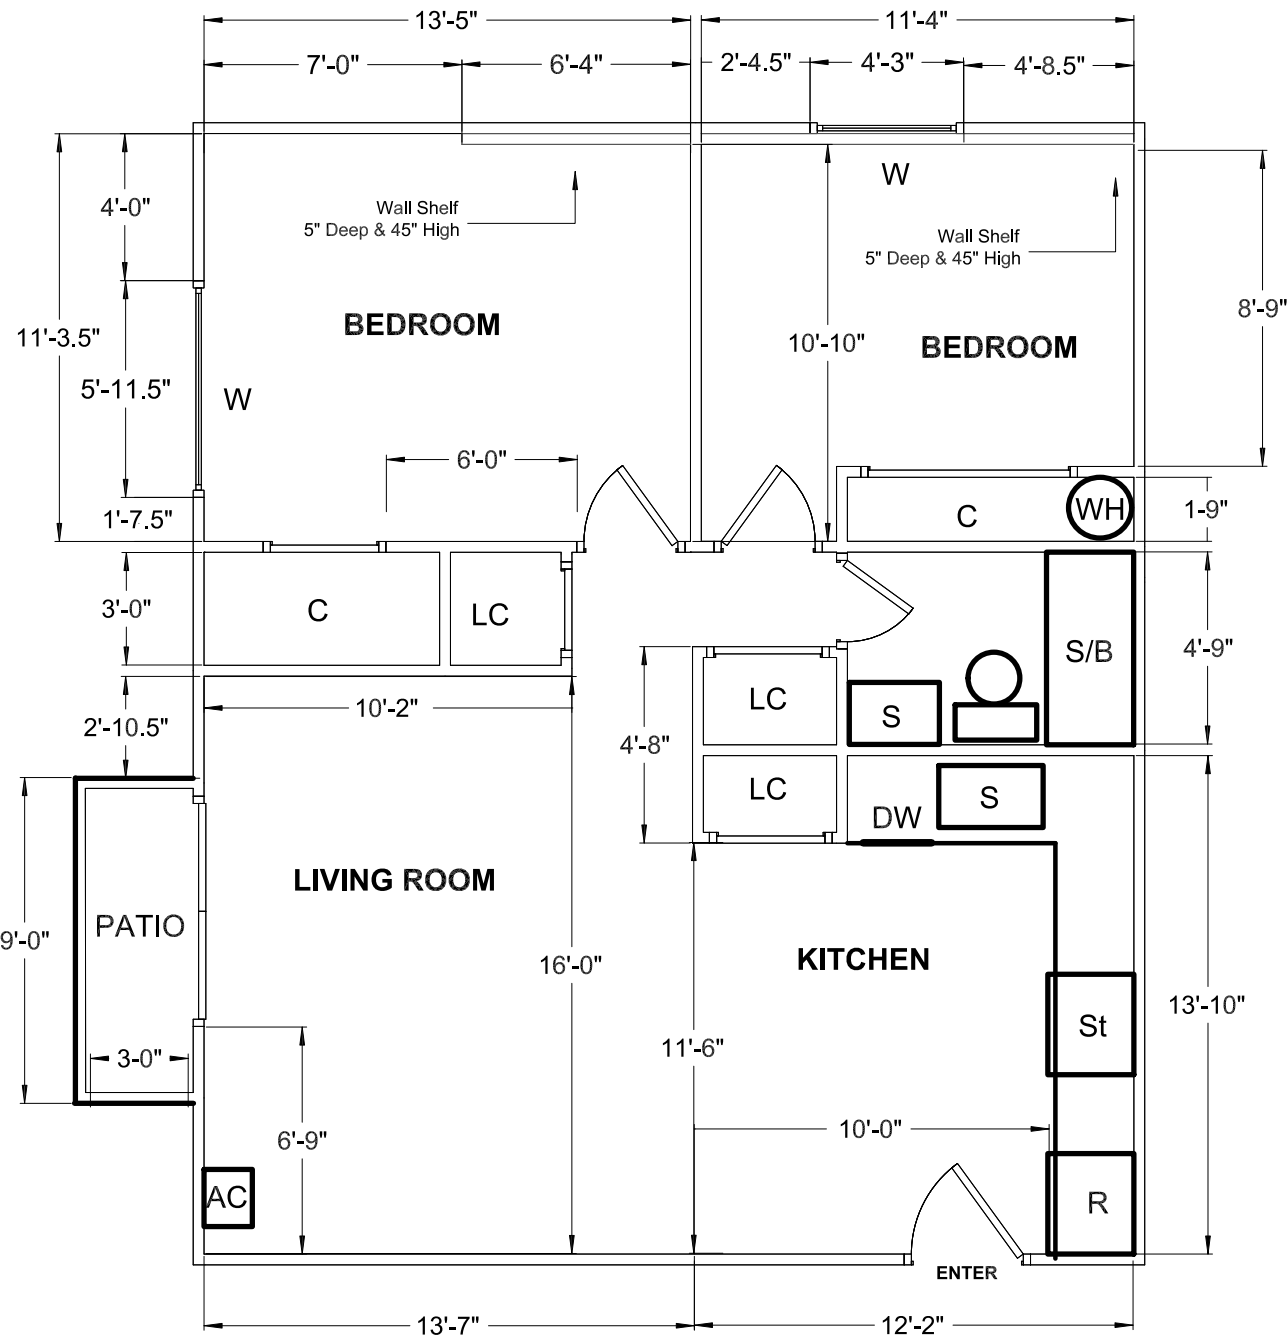 13'-5"
11'-4"
7'-0"
6'-4"
2'-4.5"
4'-3"
4'-8.5"
W
4'-0"
Wall Shelf
5" Deep & 45" High
Wall Shelf
5" Deep & 45" High
8'-9"
11'-3.5"
BEDROOM
10'-10"
BEDROOM
5'-11.5"
W
6'-0"
1'-7.5"
C
WH
1-9"
3'-0"
C
LC
S/B
4'-9"
10'-2"
LC
S
2'-10.5"
4'-8"
LC
S
DW
LIVING ROOM
PATIO
9'-0"
16'-0"
KITCHEN
13'-10"
St
11'-6"
3-0"
6'-9"
10'-0"
AC
R
ENTER
13'-7"
12'-2"